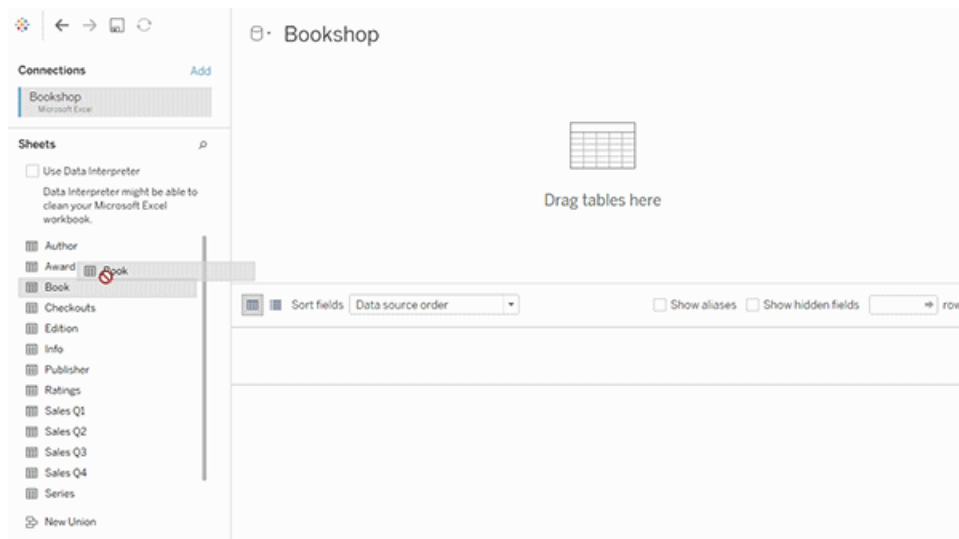 Bookshop
Connections
Add
Bookshop
Microsoft Excel
Sheets
Use Data Interpreter
Data Interpreter might be able to
clean your Microsoft Excel
workbook.
Author
Award
Book
Book
Checkouts
Edition
Info
Publisher
Ratings
Sales Q1
Sales Q2
Sales Q3
Sales Q4
Series
New Union
Drag tables here
Sort fields Data source order
Show aliases Show hidden fields row